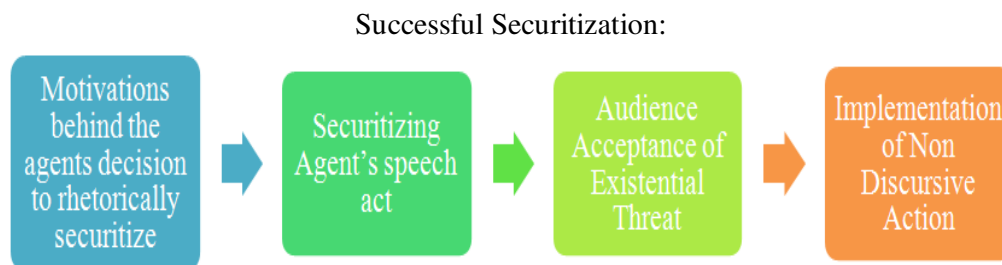 Successful Securitization:
Motivations
behind the
agents decision
to rhetorically
securitize
Securitizing
Agent's speech
act
Audience
Acceptance of
Existential
Threat
Implementation
of Non
Discursive
Action